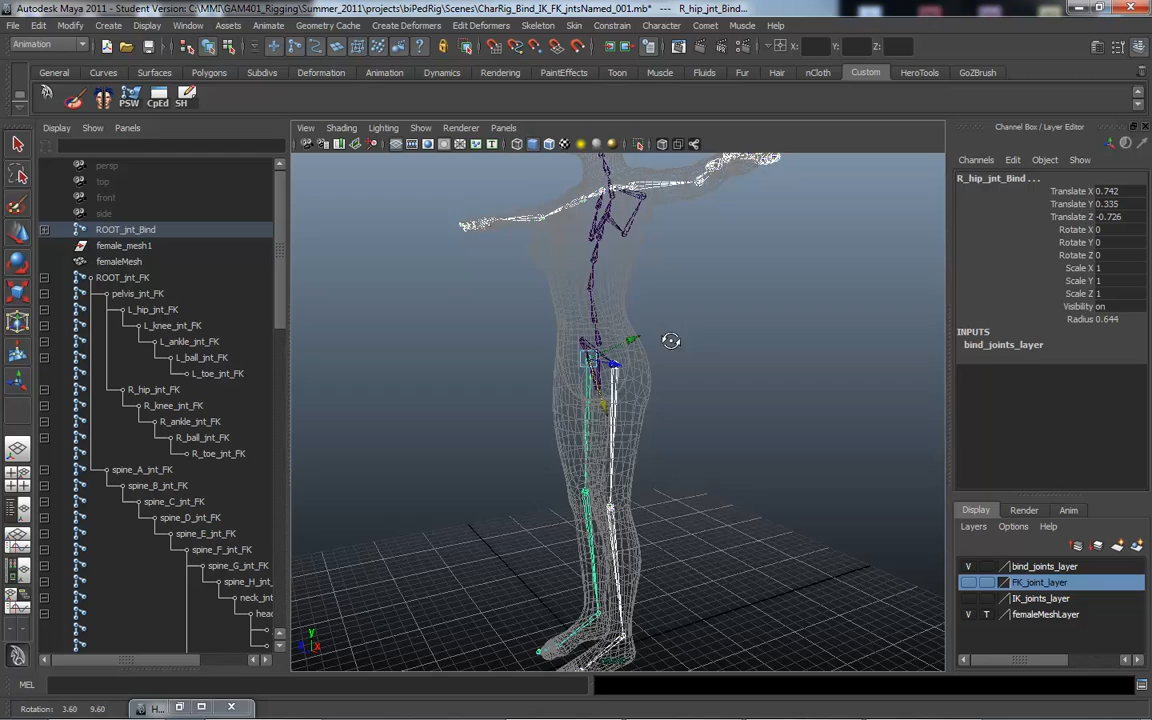 Autodesk Maya 2011 - Student Version: C:\MMI\GAM401_Rigging\Summer_2011\projects\biPedRig\Scenes\CharRig_Bind_IK_FK_jntsNamed_001.mb* --- R_hip_jnt_Bind...
File Edit Modify Create Display Window Assets Animate Geometry Cache Create Deformers Edit Deformers Skeleton Skin Constrain Character Muscle Help
Animation X: Y: Z:
General Curves Surfaces Polygons Subdivs Deformation Animation Dynamics Rendering PaintEffects Toon Muscle Fluids Fur Hair nCloth Custom HeroTools GoZBrush
PSW CpEd SH
Display Show Panels
View Shading Lighting Show Renderer Panels
Channel Box / Layer Editor
Channels Edit Object Show
persp
top
front
side
ROOT_jnt_Bind
female_mesh1
femaleMesh
ROOT_jnt_FK
pelvis_jnt_FK
L_hip_jnt_FK
L_knee_jnt_FK
L_ankle_jnt_FK
L_ball_jnt_FK
L_toe_jnt_FK
R_hip_jnt_FK
R_knee_jnt_FK
R_ankle_jnt_FK
R_ball_jnt_FK
R_toe_jnt_FK
spine_A_jnt_FK
spine_B_jnt_FK
spine_C_jnt_FK
spine_D_jnt_FK
spine_E_jnt_FK
spine_F_jnt_FK
spine_G_jnt_FK
spine_H_jnt_
neck_jnt
head
R_hip_jnt_Bind ...
Translate X 0.742
Translate Y 0.335
Translate Z -0.726
Rotate X 0
Rotate Y 0
Rotate Z 0
Scale X 1
Scale Y 1
Scale Z 1
Visibility on
Radius 0.644
INPUTS
bind_joints_layer
Display Render Anim
Layers Options Help
V bind_joints_layer
FK_joint_layer
IK_joints_layer
V T femaleMeshLayer
y
z x
MEL
Rotation: 3.60 9.60
H...